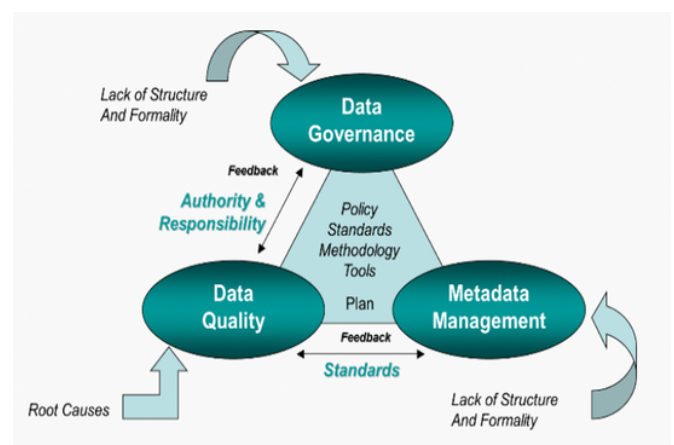 Lack of Structure
And Formality
Data
Governance
Feedback
Authority &
Responsibility
Policy
Standards
Methodology
Tools
Plan
Data
Quality
Metadata
Management
Feedback
Standards
Root Causes
Lack of Structure
And Formality